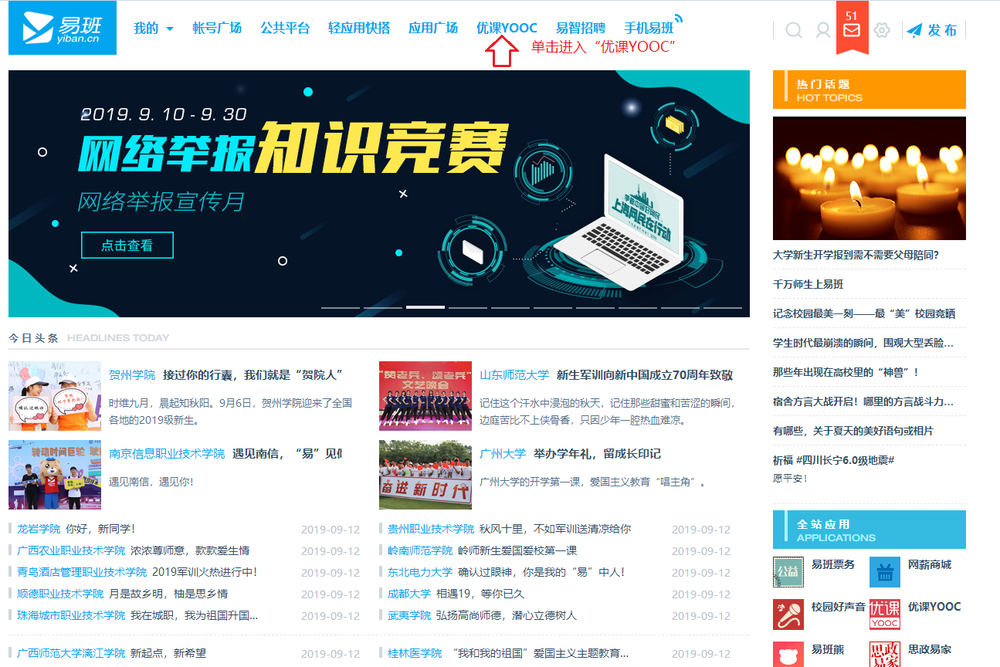 易班
yiban.cn
我的 帐号广场 公共平台 轻应用快搭 应用广场 优课YOOC 易智招聘 手机易班
51
发布
单击进入“优课YOOC”
2019. 9. 10 - 9. 30
网络举报知识竞赛
网络举报宣传月
点击查看
争做中国好网民
上海网民在行动
热门话题
HOT TOPICS
大学新生开学报到需不需要父母陪同?
千万师生上易班
记念校园最美一刻——最“美”校园竞晒
学生时代最崩溃的瞬间，围观大型丢脸...
那些年出现在高校里的“神兽”！
宿舍方言大战开启！哪里的方言战斗力...
有哪些，关于夏天的美好语句或相片
祈福 #四川长宁6.0级地震#
愿平安！
今日头条 HEADLINES TODAY
贺州学院 接过你的行囊，我们就是“贺院人”
时维九月，晨起知秋阳。9月6日，贺州学院迎来了全国
各地的2019级新生。
山东师范大学 新生军训向新中国成立70周年致敬
记住这个汗水中浸泡的秋天，记住那些甜蜜和苦涩的瞬间，
边庭苦比不上侠骨香，只因少年一腔热血难凉。
“赞老兵、颂老兵”
文艺晚会
南京信息职业技术学院 遇见南信，“易”见倾
遇见南信，遇见你！
转动时间巨轮
广州大学 举办学年礼，留成长印记
广州大学的开学第一课，爱国主义教育“唱主角”。
奋进新时代
龙岩学院 你好，新同学！ 2019-09-12
广西农业职业技术学院 浓浓尊师意，款款爱生情 2019-09-12
青岛酒店管理职业技术学院 2019军训火热进行中！ 2019-09-12
顺德职业技术学院 月是故乡明，柚是思乡情 2019-09-12
珠海城市职业技术学院 我在城职，我为祖国升国... 2019-09-12
广西师范大学漓江学院 新起点，新希望 2019-09-12
贵州职业技术学院 秋风十里，不如军训送清凉给你 2019-09-12
岭南师范学院 岭师新生爱国爱校第一课 2019-09-12
东北电力大学 确认过眼神，你是我的“易”中人！ 2019-09-12
成都大学 相遇19，等你已久 2019-09-12
武夷学院 弘扬高尚师德，潜心立德树人 2019-09-12
桂林医学院 “我和我的祖国”爱国主义主题教育... 2019-09-12
全站应用
APPLICATIONS
公益
易班票务
网薪商城
校园好声音
优课
YOOC
优课YOOC
易班熊
思政
易家
思政易家